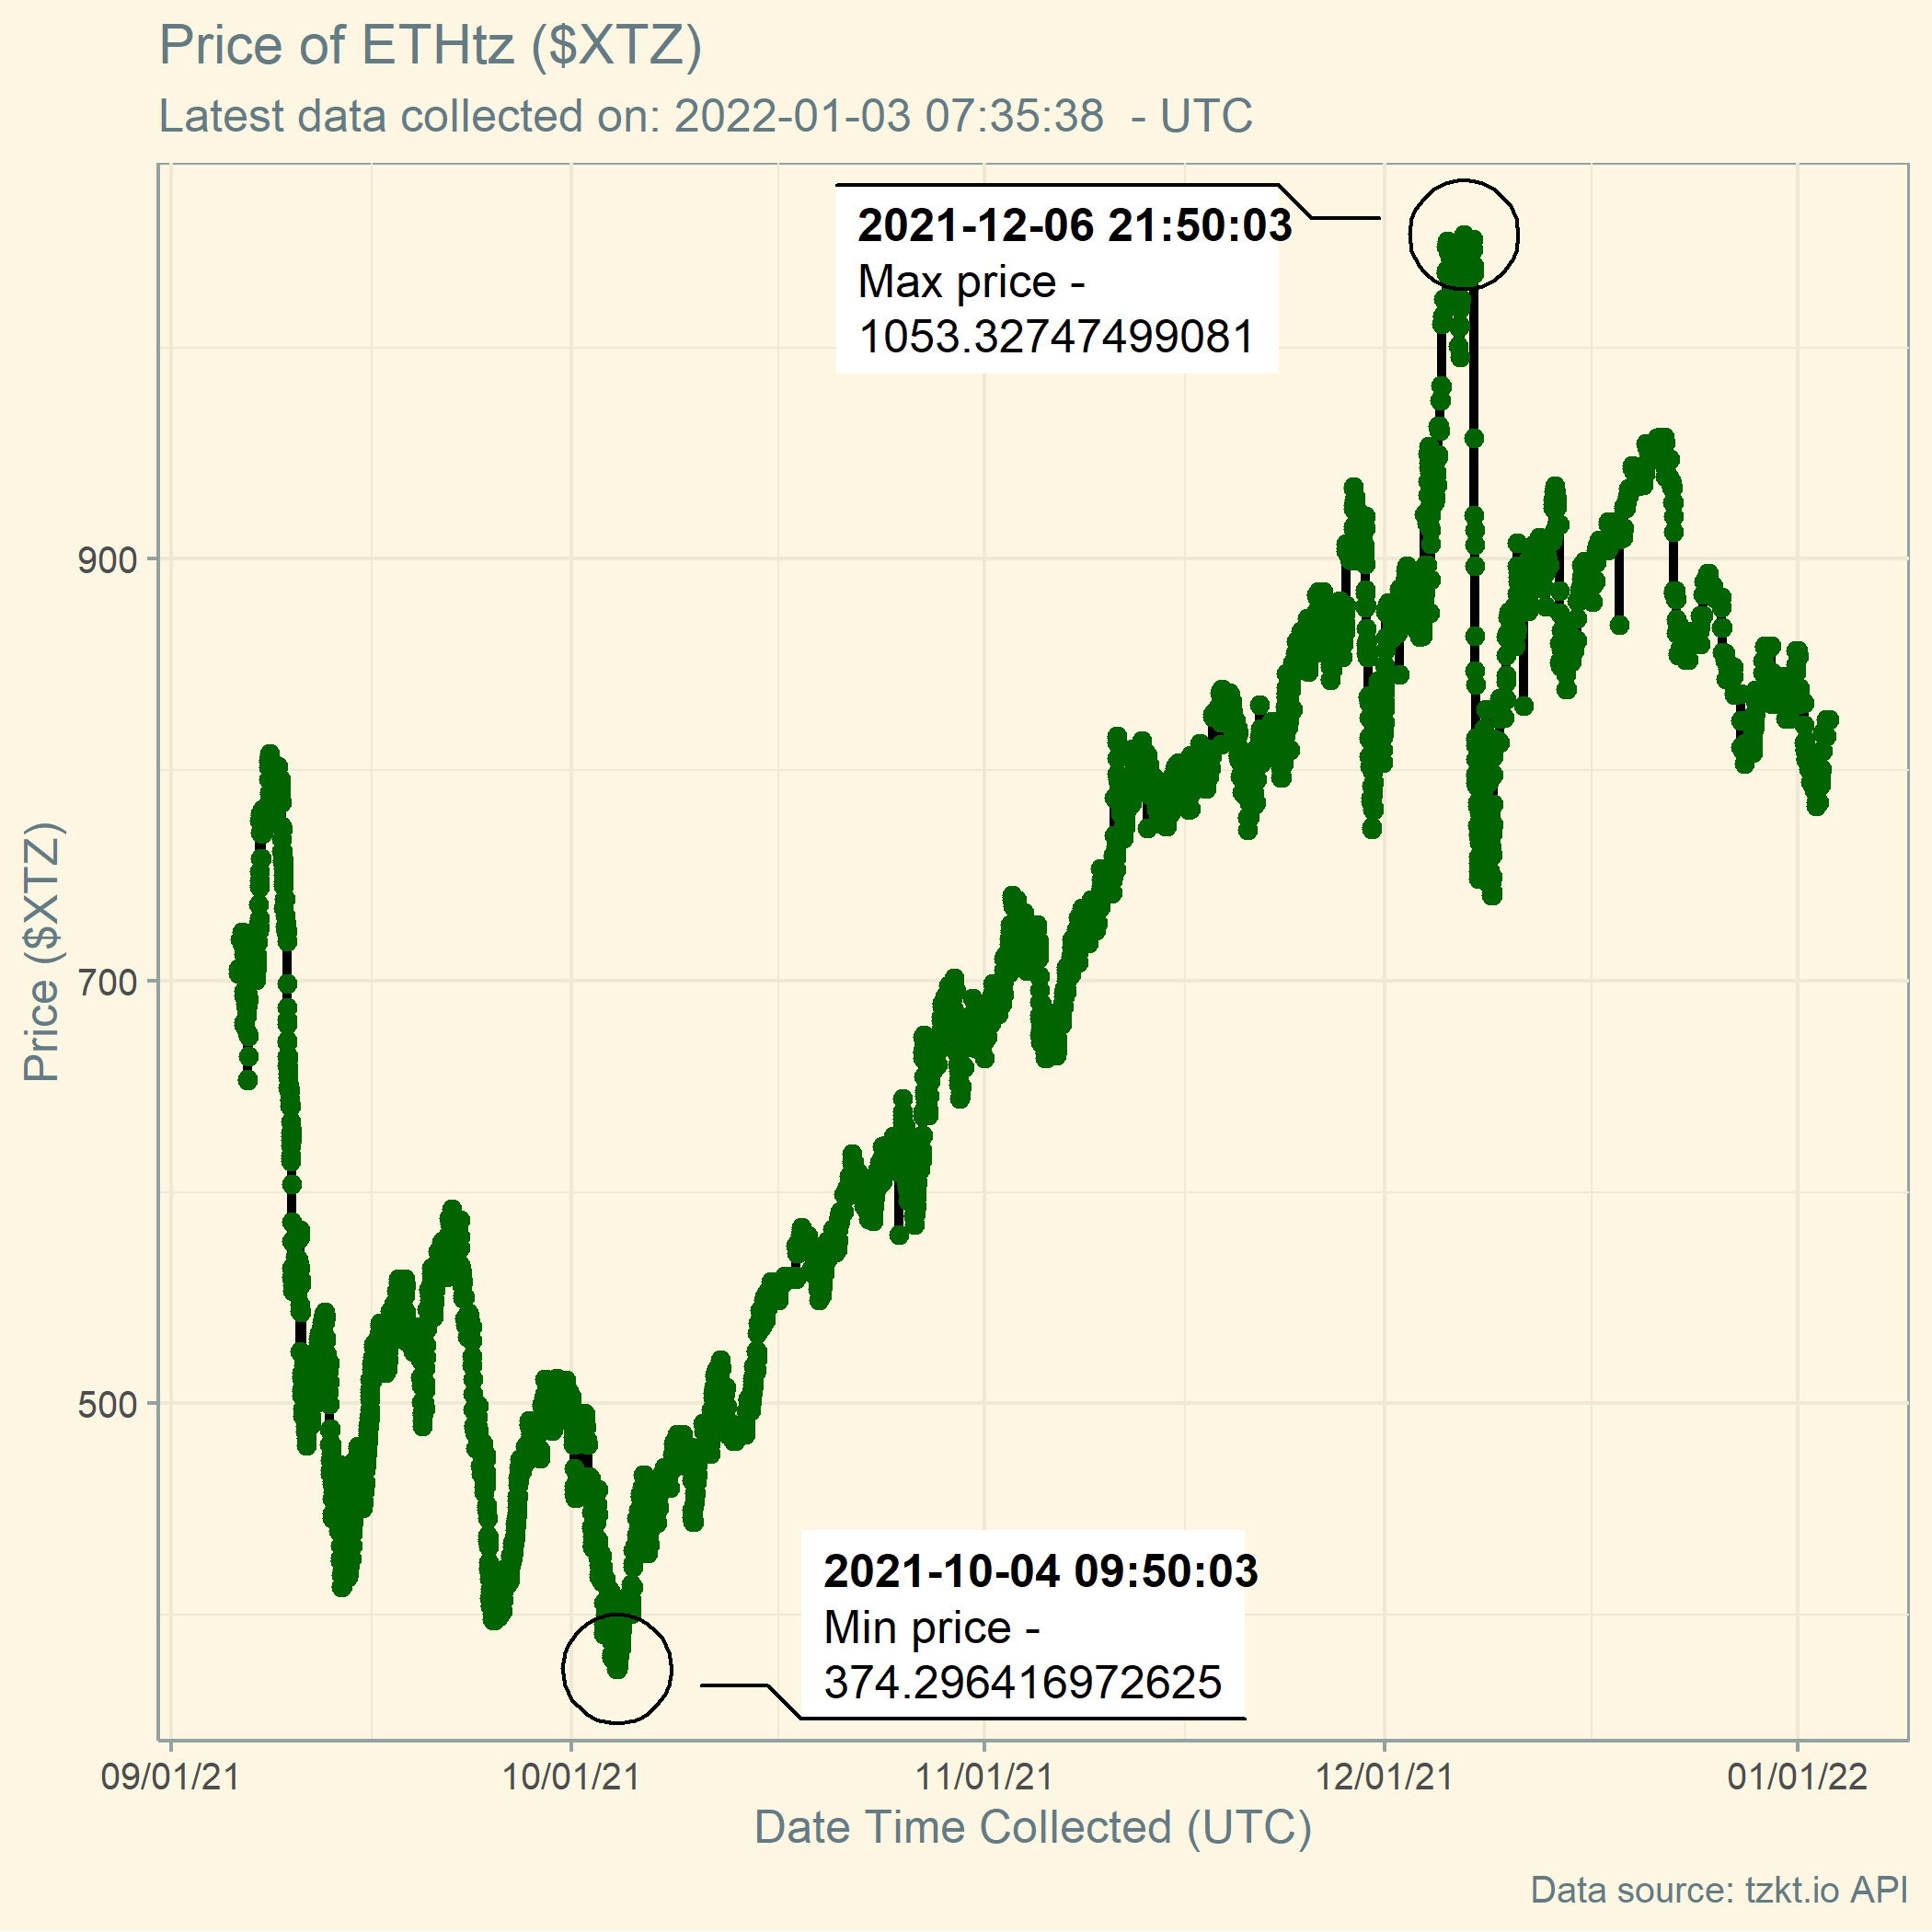 Price of ETHtz ($XTZ)
Latest data collected on: 2022-01-03 07:35:38  - UTC
2021-12-06 21:50:03
Max price -
1053.32747499081
900
700
500
Price ($XTZ)
2021-10-04 09:50:03
Min price -
374.296416972625
09/01/21 10/01/21 11/01/21 12/01/21 01/01/22
Date Time Collected (UTC)
Data source: tzkt.io API